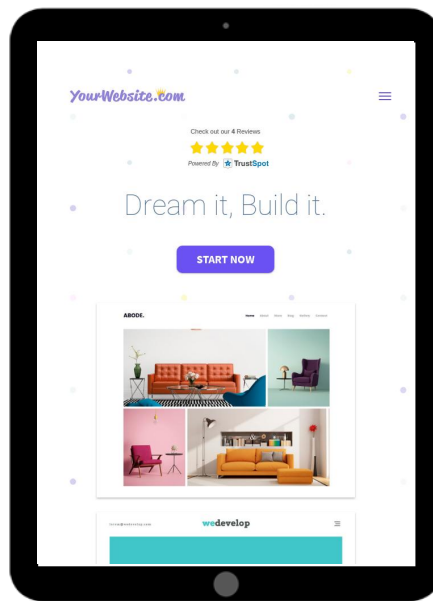 YourWebsite.com
Check out our 4 Reviews
Powered By TrustSpot
Dream it, Build it.
START NOW
ABODE.
Home
wedevelop